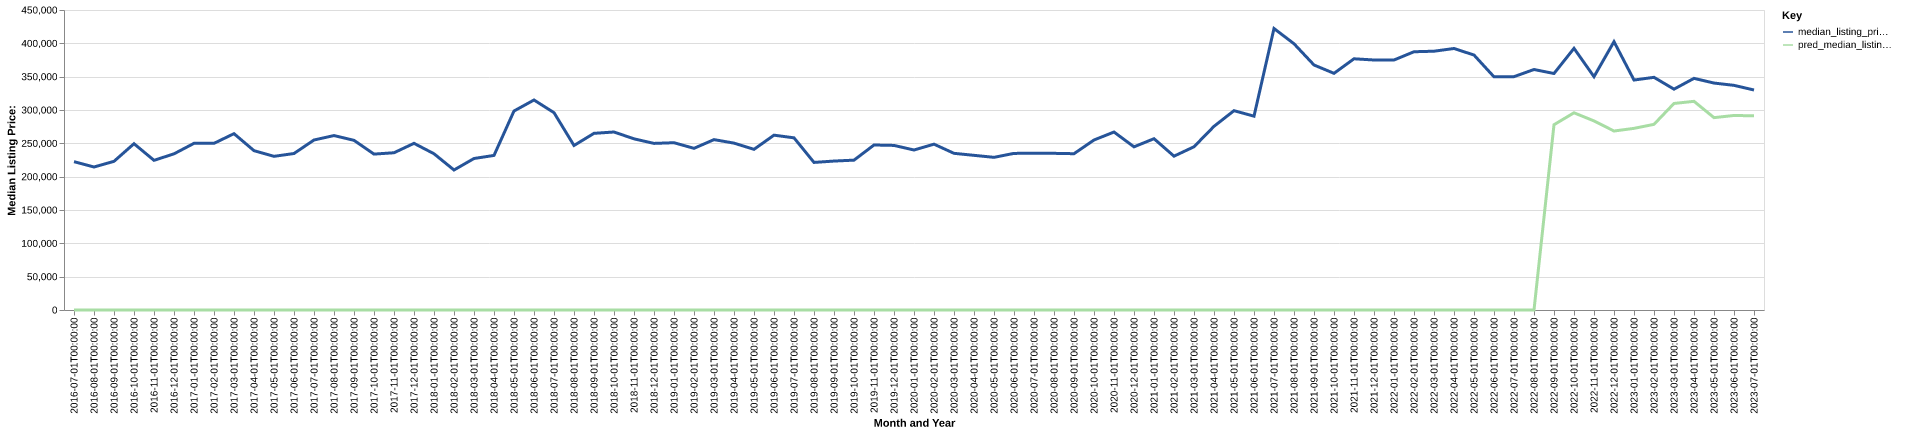 450,000
400,000
350,000
300,000
250,000
200,000
150,000
100,000
50,000
0
Median Listing Price:
2016-07-01T00:00:00
2016-08-01T00:00:00
2016-09-01T00:00:00
2016-10-01T00:00:00
2016-11-01T00:00:00
2016-12-01T00:00:00
2017-01-01T00:00:00
2017-02-01T00:00:00
2017-03-01T00:00:00
2017-04-01T00:00:00
2017-05-01T00:00:00
2017-06-01T00:00:00
2017-07-01T00:00:00
2017-08-01T00:00:00
2017-09-01T00:00:00
2017-10-01T00:00:00
2017-11-01T00:00:00
2017-12-01T00:00:00
2018-01-01T00:00:00
2018-02-01T00:00:00
2018-03-01T00:00:00
2018-04-01T00:00:00
2018-05-01T00:00:00
2018-06-01T00:00:00
2018-07-01T00:00:00
2018-08-01T00:00:00
2018-09-01T00:00:00
2018-10-01T00:00:00
2018-11-01T00:00:00
2018-12-01T00:00:00
2019-01-01T00:00:00
2019-02-01T00:00:00
2019-03-01T00:00:00
2019-04-01T00:00:00
2019-05-01T00:00:00
2019-06-01T00:00:00
2019-07-01T00:00:00
2019-08-01T00:00:00
2019-09-01T00:00:00
2019-10-01T00:00:00
2019-11-01T00:00:00
2019-12-01T00:00:00
2020-01-01T00:00:00
2020-02-01T00:00:00
2020-03-01T00:00:00
2020-04-01T00:00:00
2020-05-01T00:00:00
2020-06-01T00:00:00
2020-07-01T00:00:00
2020-08-01T00:00:00
2020-09-01T00:00:00
2020-10-01T00:00:00
2020-11-01T00:00:00
2020-12-01T00:00:00
2021-01-01T00:00:00
2021-02-01T00:00:00
2021-03-01T00:00:00
2021-04-01T00:00:00
2021-05-01T00:00:00
2021-06-01T00:00:00
2021-07-01T00:00:00
2021-08-01T00:00:00
2021-09-01T00:00:00
2021-10-01T00:00:00
2021-11-01T00:00:00
2021-12-01T00:00:00
2022-01-01T00:00:00
2022-02-01T00:00:00
2022-03-01T00:00:00
2022-04-01T00:00:00
2022-05-01T00:00:00
2022-06-01T00:00:00
2022-07-01T00:00:00
2022-08-01T00:00:00
2022-09-01T00:00:00
2022-10-01T00:00:00
2022-11-01T00:00:00
2022-12-01T00:00:00
2023-01-01T00:00:00
2023-02-01T00:00:00
2023-03-01T00:00:00
2023-04-01T00:00:00
2023-05-01T00:00:00
2023-06-01T00:00:00
2023-07-01T00:00:00
Month and Year
Key
median_listing_pri…
pred_median_listin…